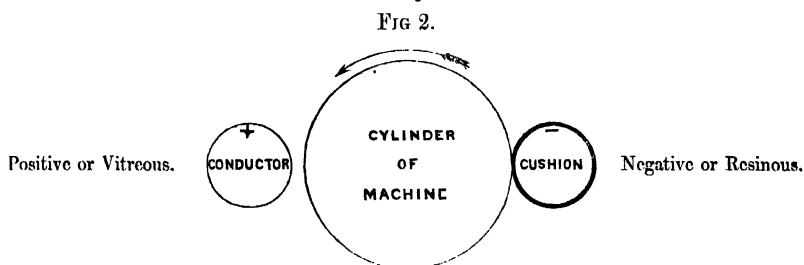 FIG 2.
+
−
CYLINDER
Positive or Vitreous. CONDUCTOR OF CUSHION Negative or Resinous.
MACHINE